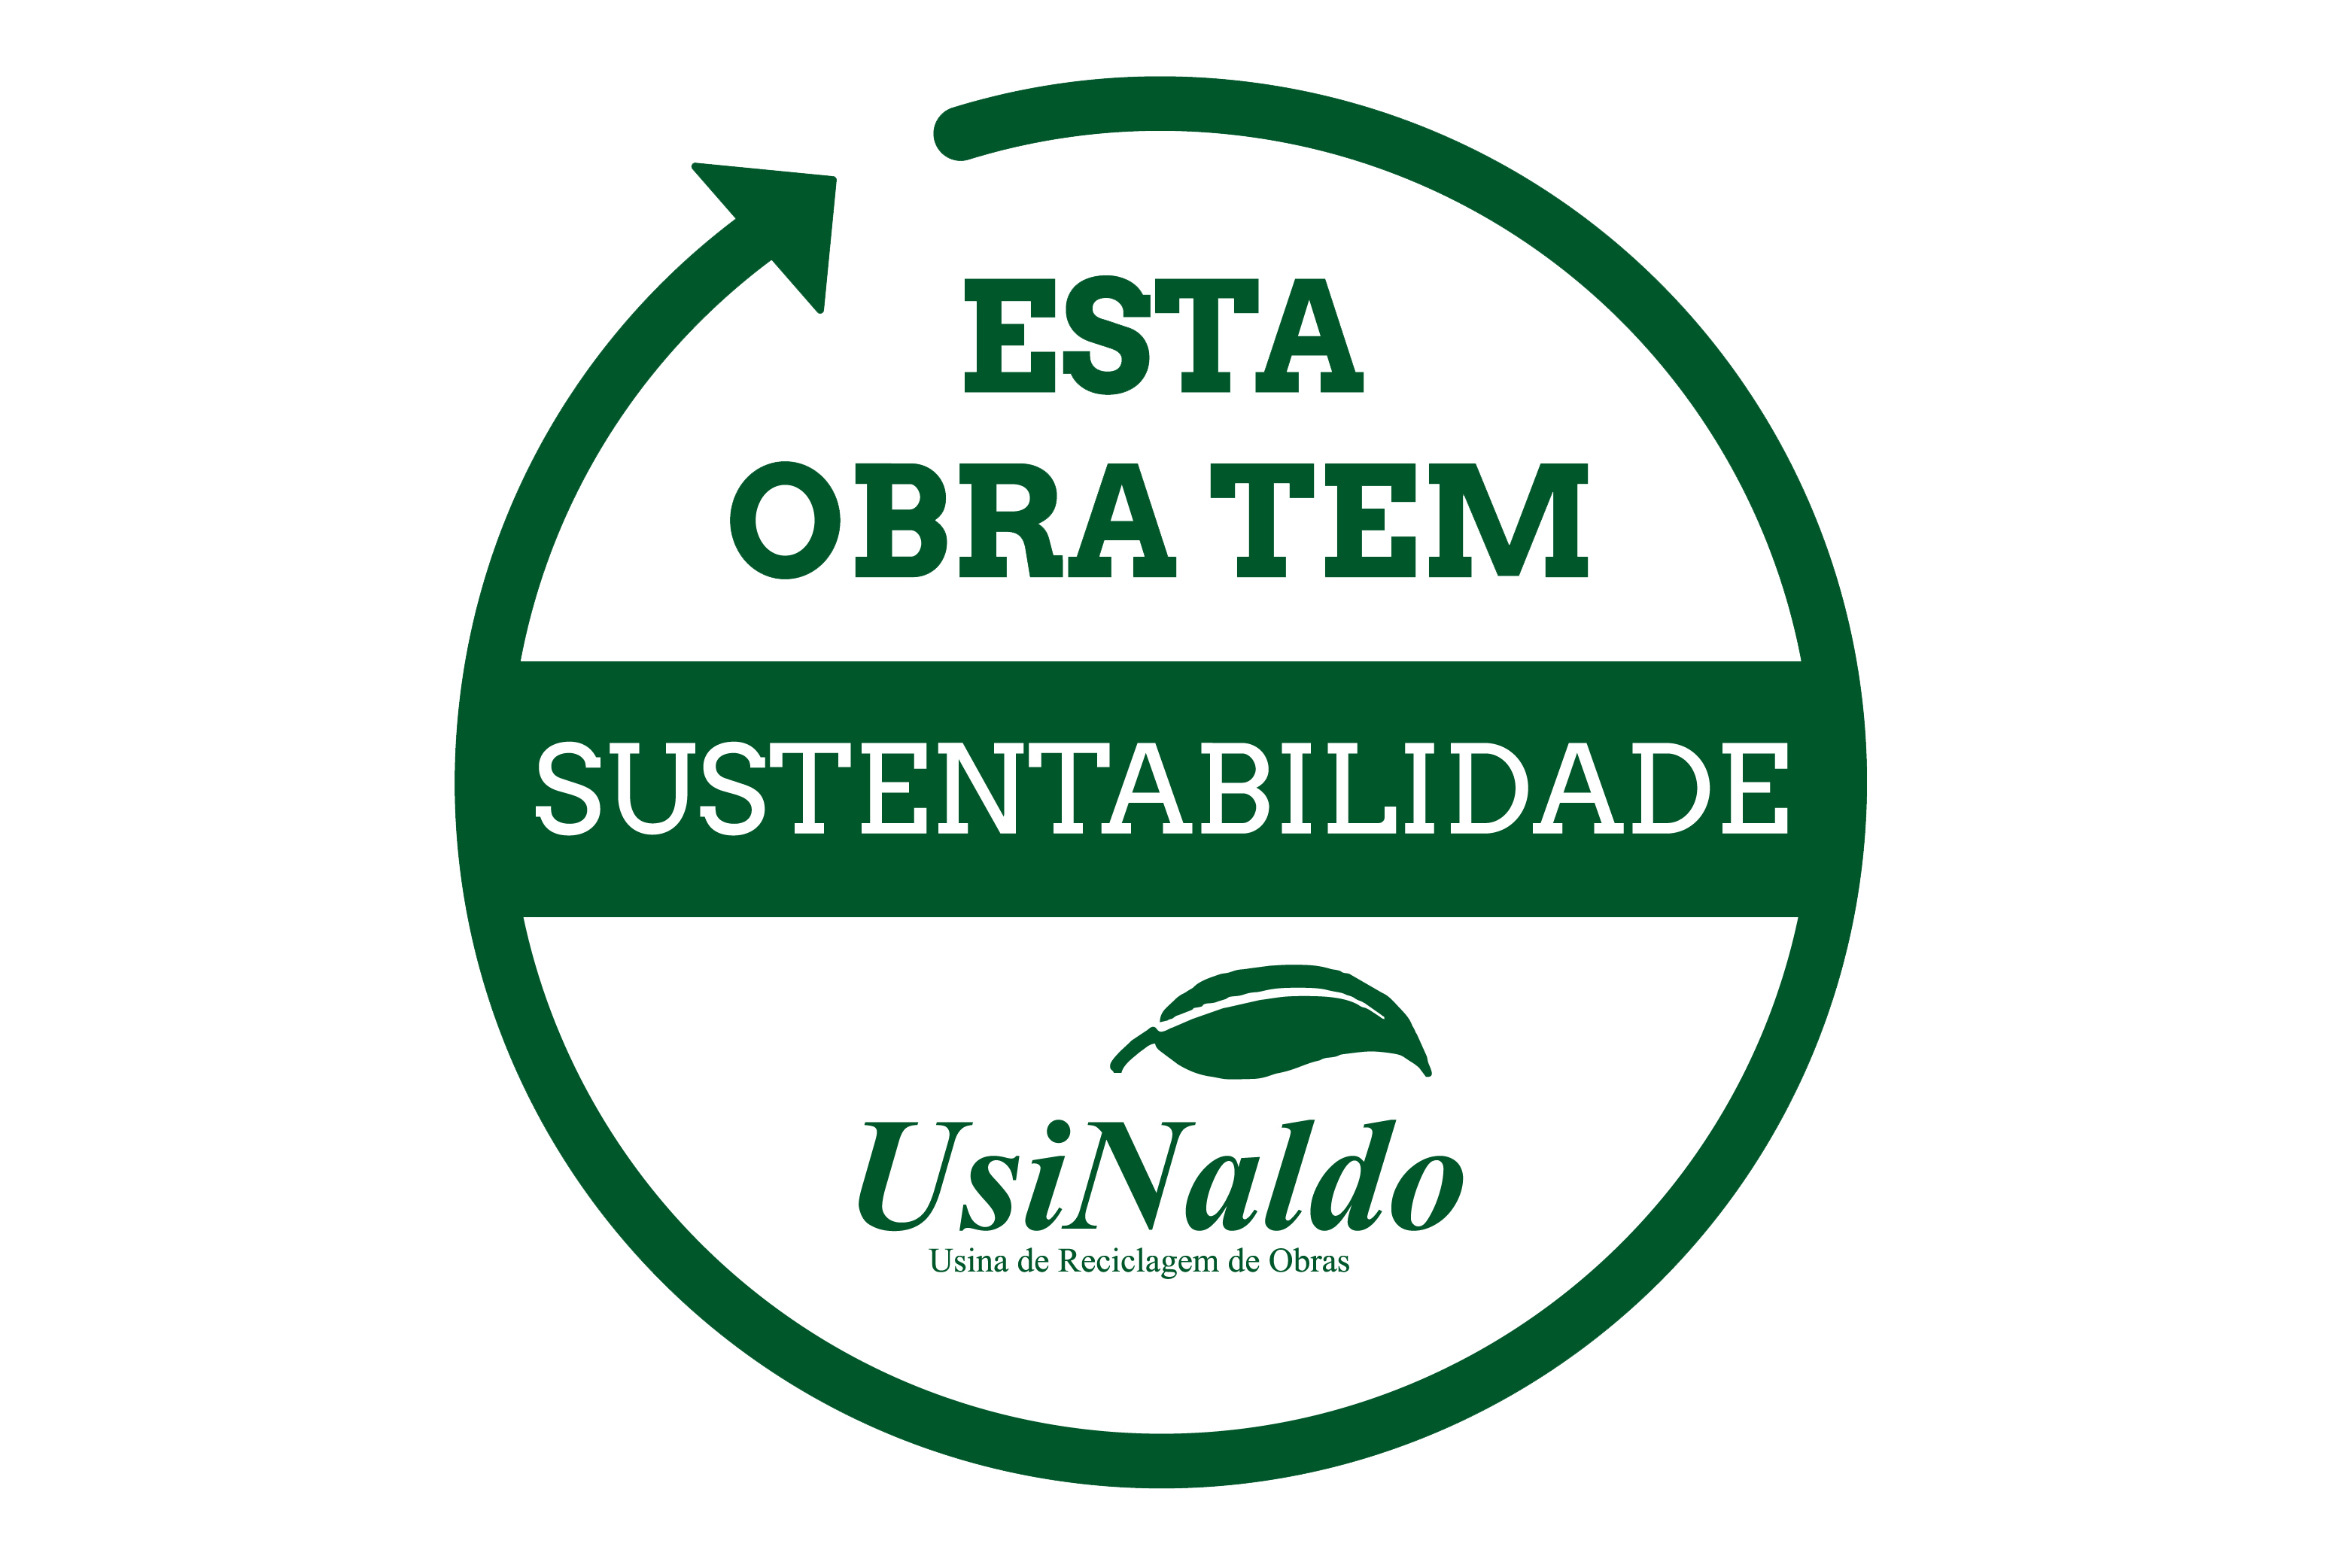 ESTA
OBRA TEM
SUSTENTABILIDADE
UsiNaldo
Usina de Reciclagem de Obras